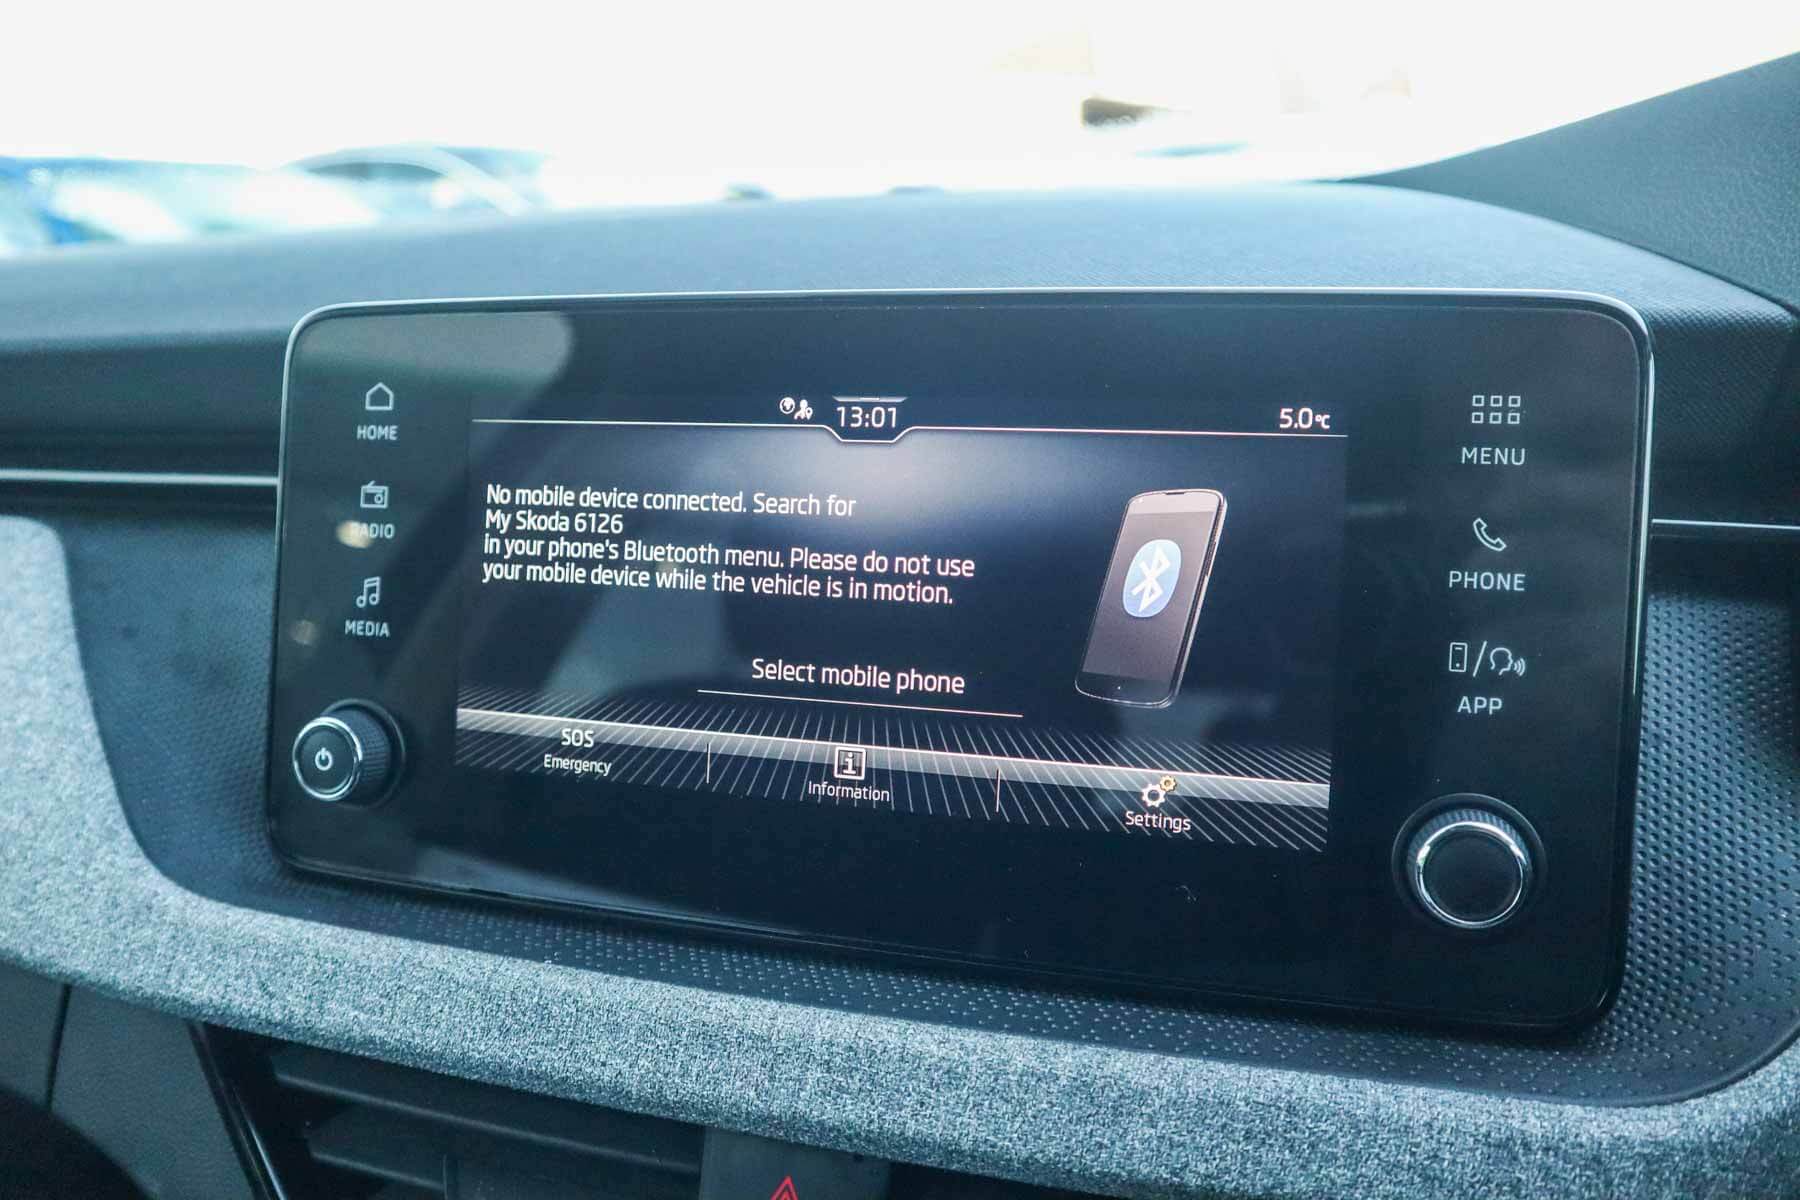 13:01
5.0°C
HOME
RADIO
MEDIA
No mobile device connected. Search for
My Skoda 6126
in your phone's Bluetooth menu. Please do not use
your mobile device while the vehicle is in motion.
Select mobile phone
SOS
Emergency
i
Information
Settings
MENU
PHONE
APP